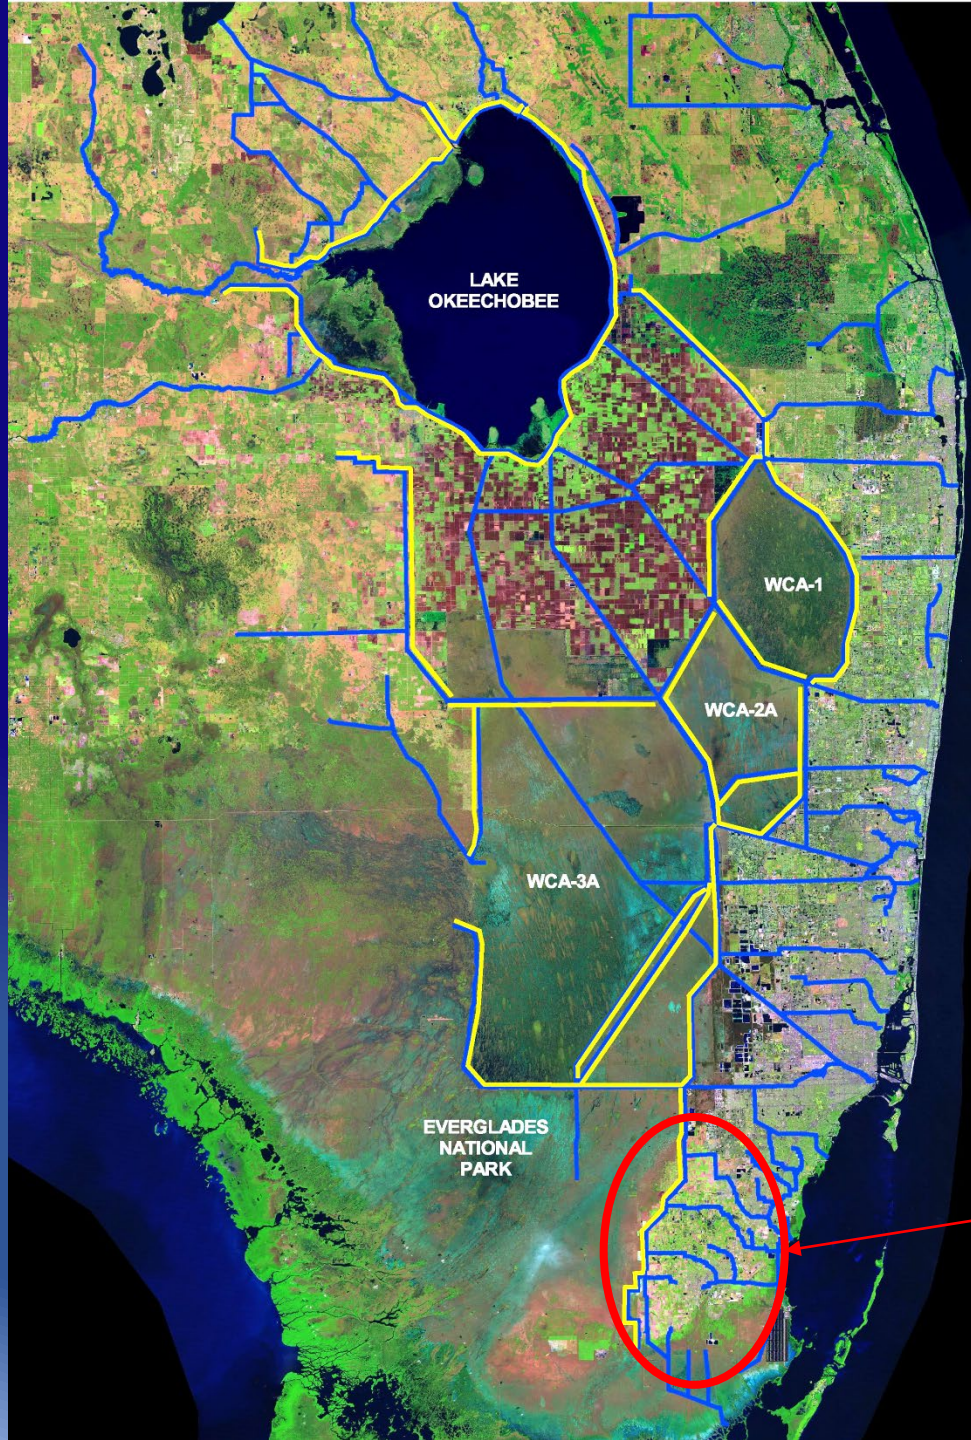 LAKE
OKEECHOBEE
WCA-1
WCA-2A
WCA-3A
EVERGLADES
NATIONAL
PARK